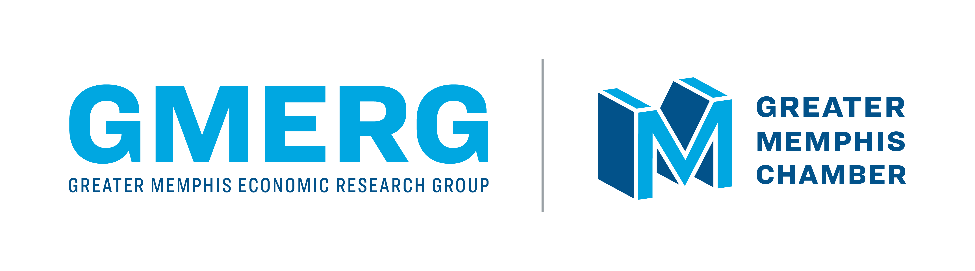 GMERG
GREATER MEMPHIS ECONOMIC RESEARCH GROUP
M
GREATER
MEMPHIS
CHAMBER